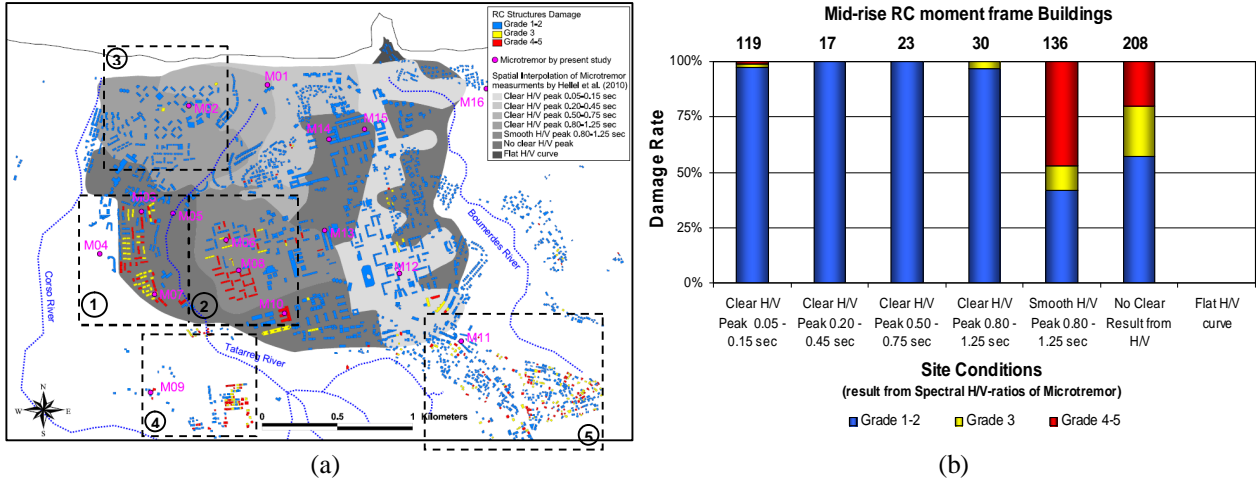 RC Structures Damage
Grade 1-2
Grade 3
Grade 4-5
Microtremor by present study
Spatial Interpolation of Microtremor
measurments by Hellel et al. (2010)
Clear H/V peak 0.05-0.15 sec
Clear H/V peak 0.20-0.45 sec
Clear H/V peak 0.50-0.75 sec
Clear H/V peak 0.80-1.25 sec
Smooth H/V peak 0.80-1.25 sec
No clear H/V peak
Flat H/V curve
3
M01
M02
M16
M15
M04
Corso River
Boumerdes River
M08
M12
1
2
M11
Tatarreg River
M09
4
5
N
W
E
S
0
0.5
1
Kilometers
(a)
Mid-rise RC moment frame Buildings
119 17 23 30 136 208
Damage Rate
100%
75%
50%
25%
0%
Clear H/V Peak 0.05 - 0.15 sec
Clear H/V Peak 0.20 - 0.45 sec
Clear H/V Peak 0.50 - 0.75 sec
Clear H/V Peak 0.80 - 1.25 sec
Smooth H/V Peak 0.80 - 1.25 sec
No Clear Result from H/V
Flat H/V curve
Site Conditions
(result from Spectral H/V-ratios of Microtremor)
Grade 1-2
Grade 3
Grade 4-5
(b)